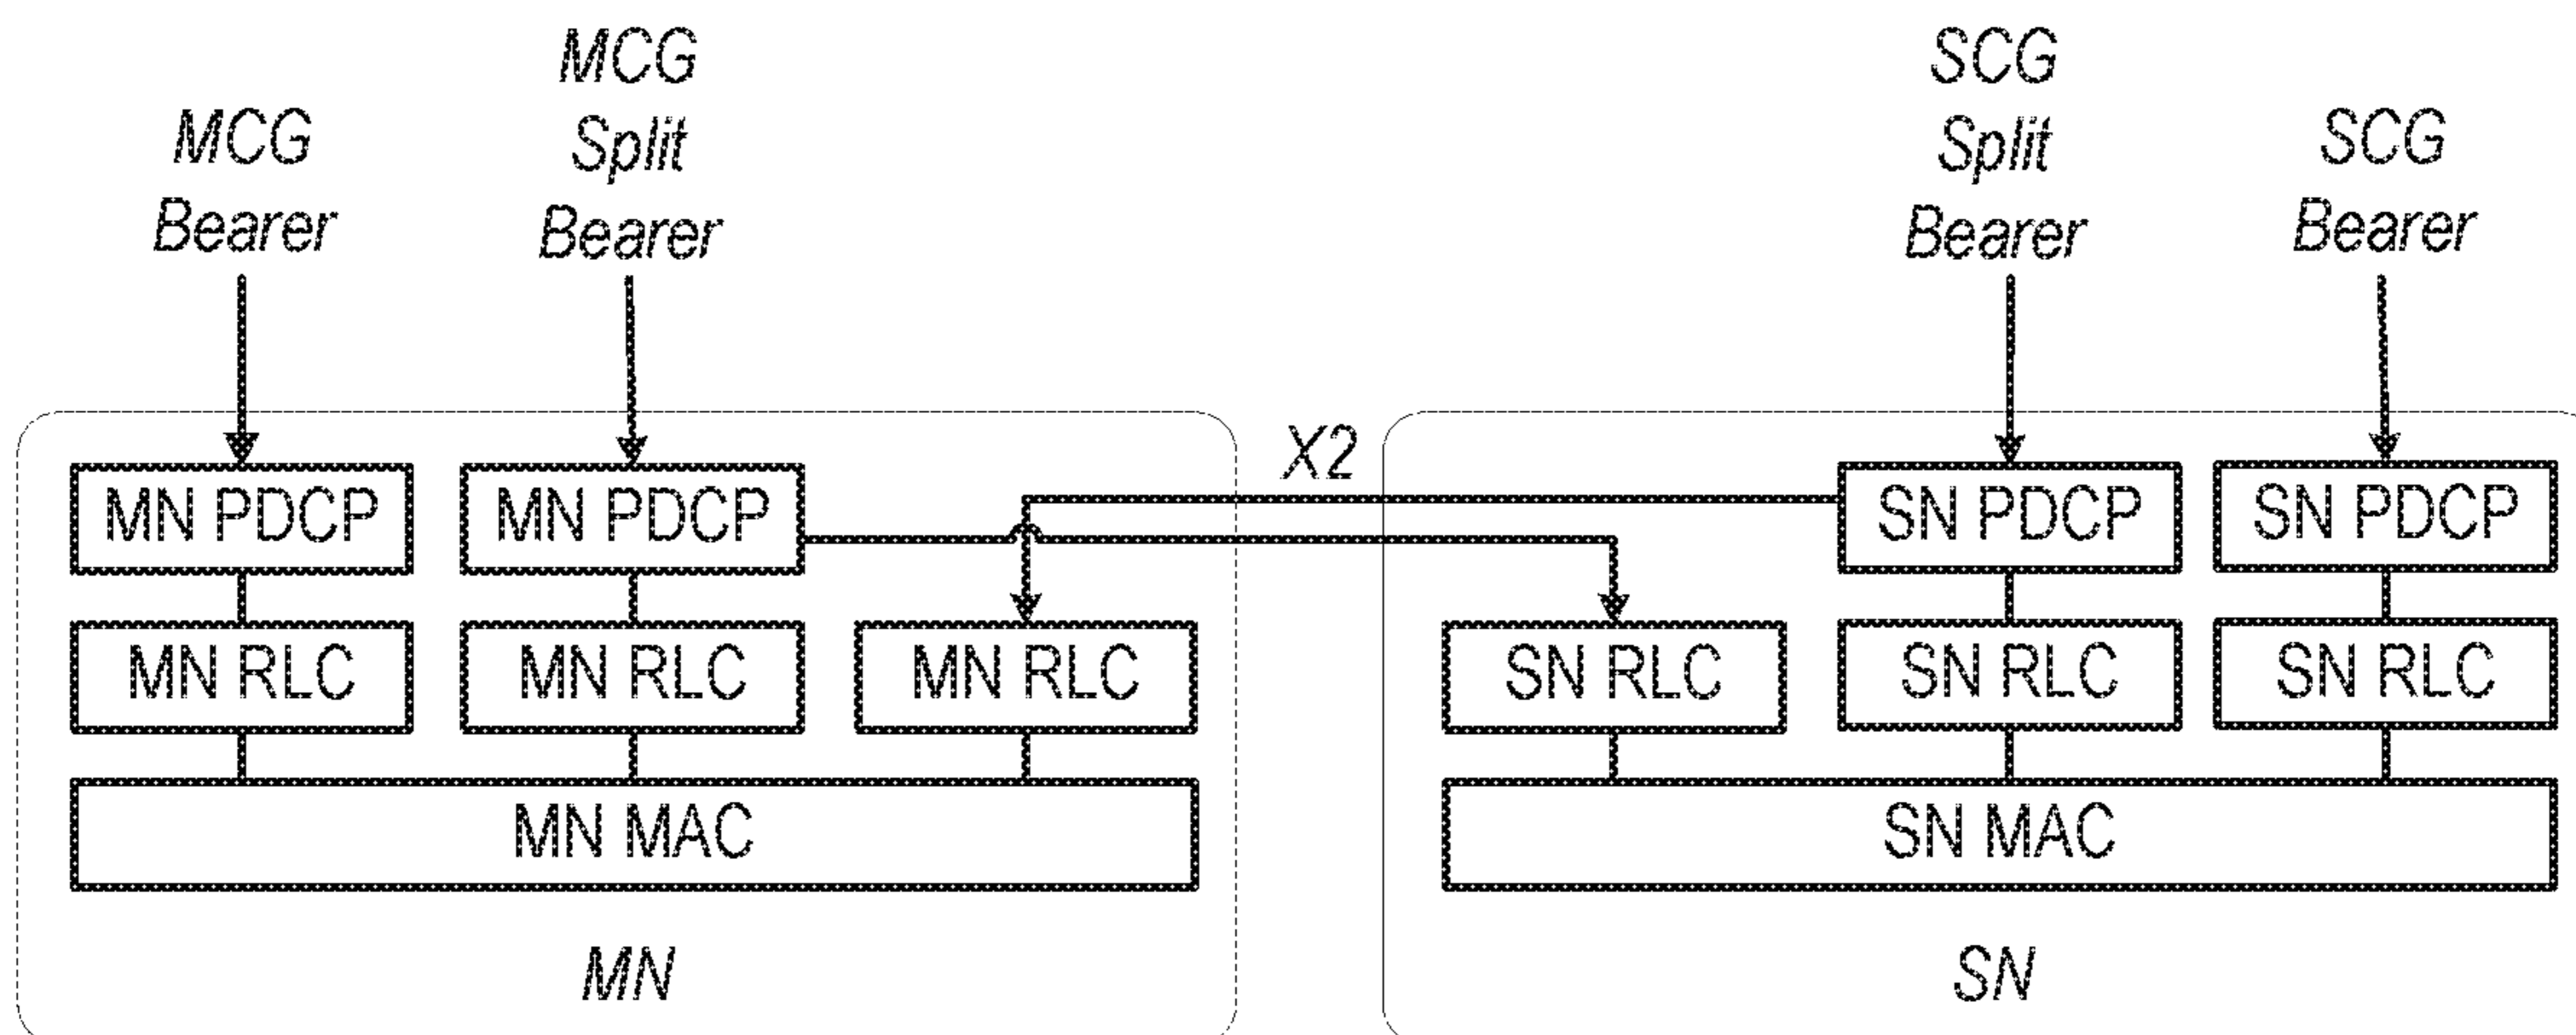 MCG
Bearer
MCG
Split
Bearer
SCG
Split
Bearer
SCG
Bearer
X2
MN PDCP
MN PDCP
SN PDCP
SN PDCP
MN RLC
MN RLC
MN RLC
SN RLC
SN RLC
SN RLC
MN MAC
SN MAC
MN
SN